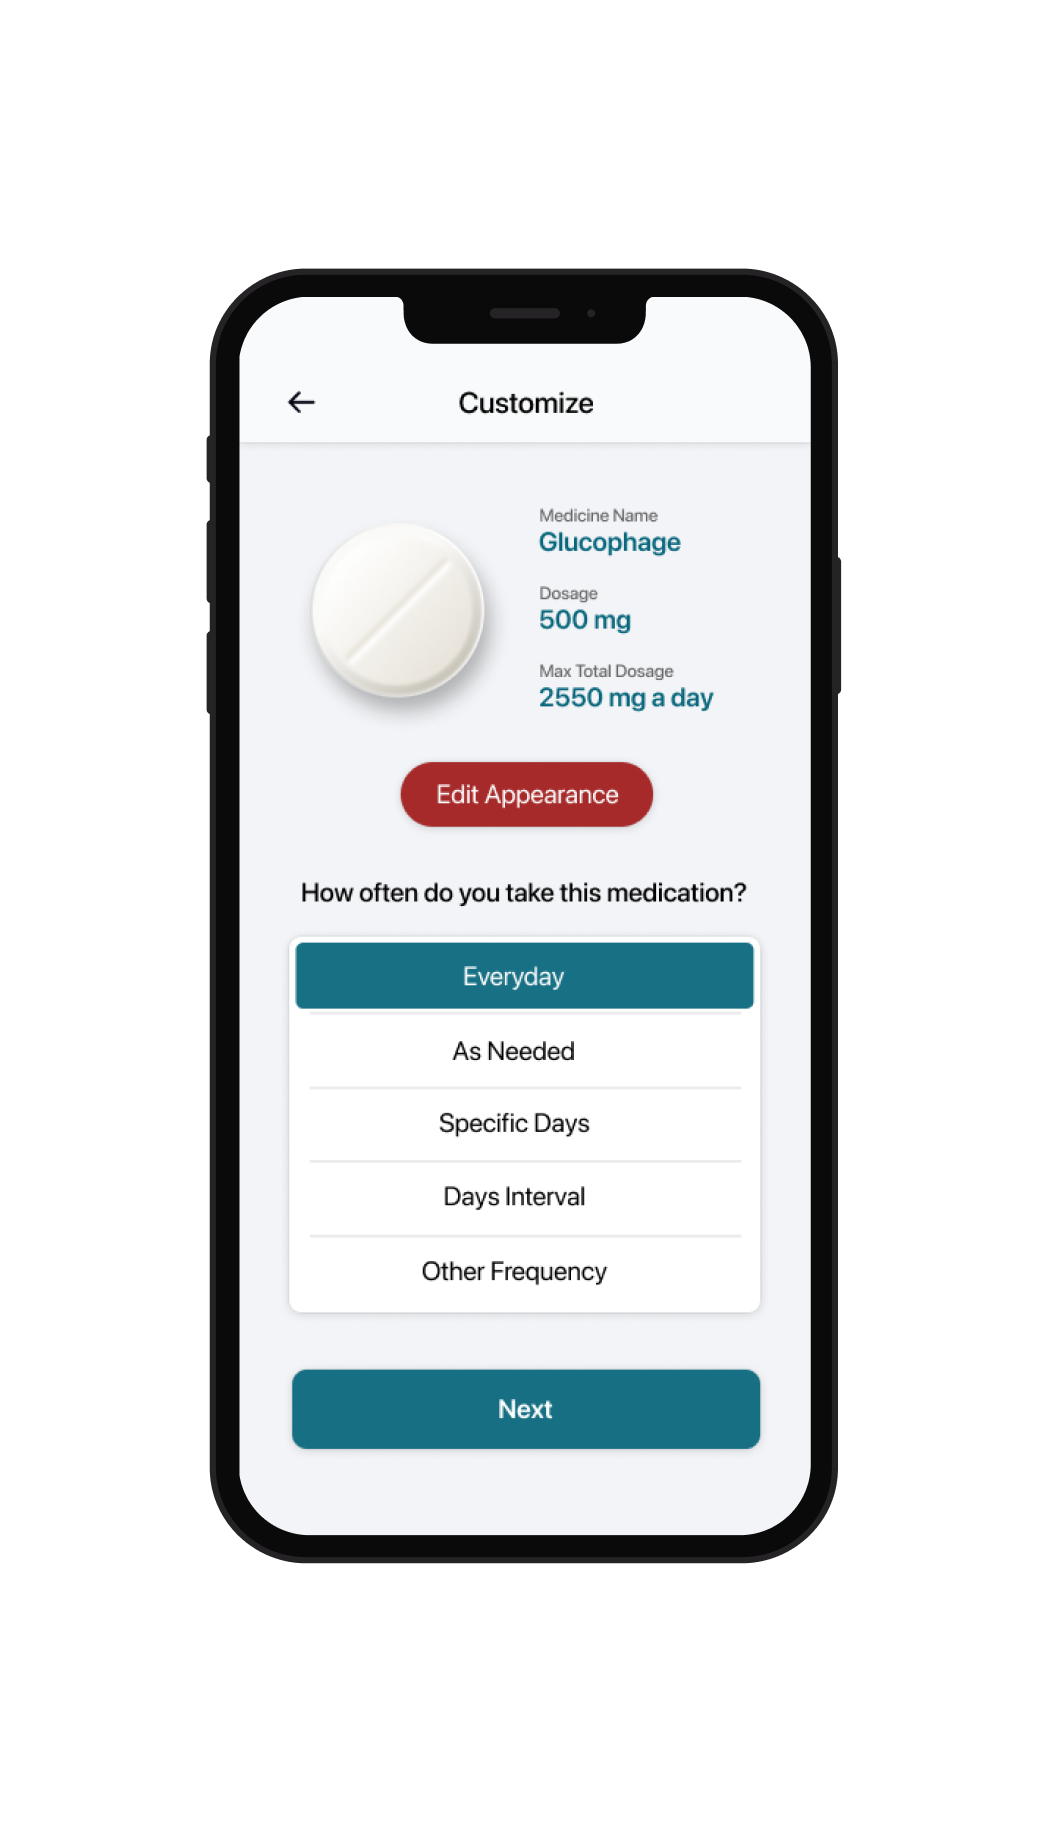 Customize
Medicine Name
Glucophage
Dosage
500 mg
Max Total Dosage
2550 mg a day
Edit Appearance
How often do you take this medication?
Everyday
As Needed
Specific Days
Days Interval
Other Frequency
Next